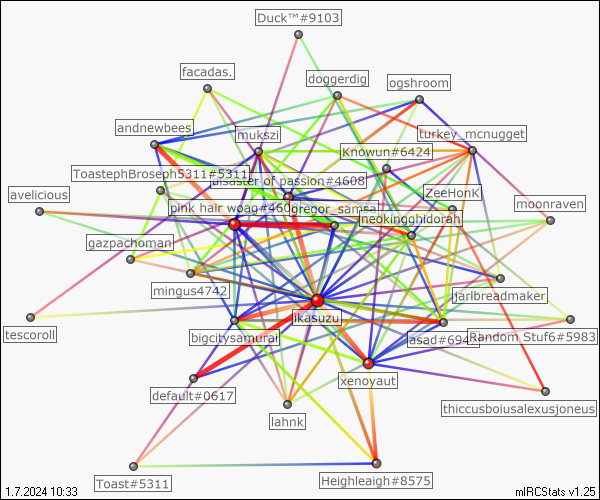 Duck™#9103
facadas.
doggerdig
ogshroom
andnewbees
mukszi
turkey_mcnugget
Knowun#6424
ToastephBroseph5311#5311
disaster of passion#4608
ZeeHonk
avelicious
pink hair woag#460
gregor_samsa
neokingghidorah
moonraven
gazpachoman
mingus4742
jarlbreadmaker
tescoroll
jikasuzu
bigcitysamurai
asad#694
Random Stuf6#5983
xenoyaut
default#0617
thiccusboiusalexusjoneus
lahnk
Toast#5311
Heighleaigh#8575
1.7.2024 10:33
mIRCStats v1.25